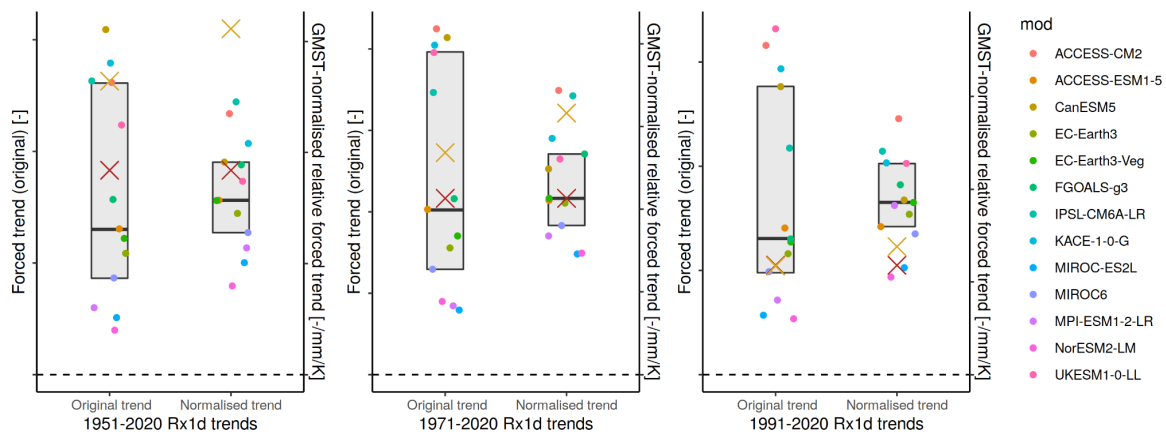 Forced trend (original) [-]
Original trend
Normalised trend
1951-2020 Rx1d trends
GMST-normalised relative forced trend [-/mm/K]
Forced trend (original) [-]
Original trend
Normalised trend
1971-2020 Rx1d trends
GMST-normalised relative forced trend [-/mm/K]
Forced trend (original) [-]
Original trend
Normalised trend
1991-2020 Rx1d trends
GMST-normalised relative forced trend [-/mm/K]
mod
ACCESS-CM2
ACCESS-ESM1-5
CanESM5
EC-Earth3
EC-Earth3-Veg
FGOALS-g3
IPSL-CM6A-LR
KACE-1-0-G
MIROC-ES2L
MIROC6
MPI-ESM1-2-LR
NorESM2-LM
UKESM1-0-LL